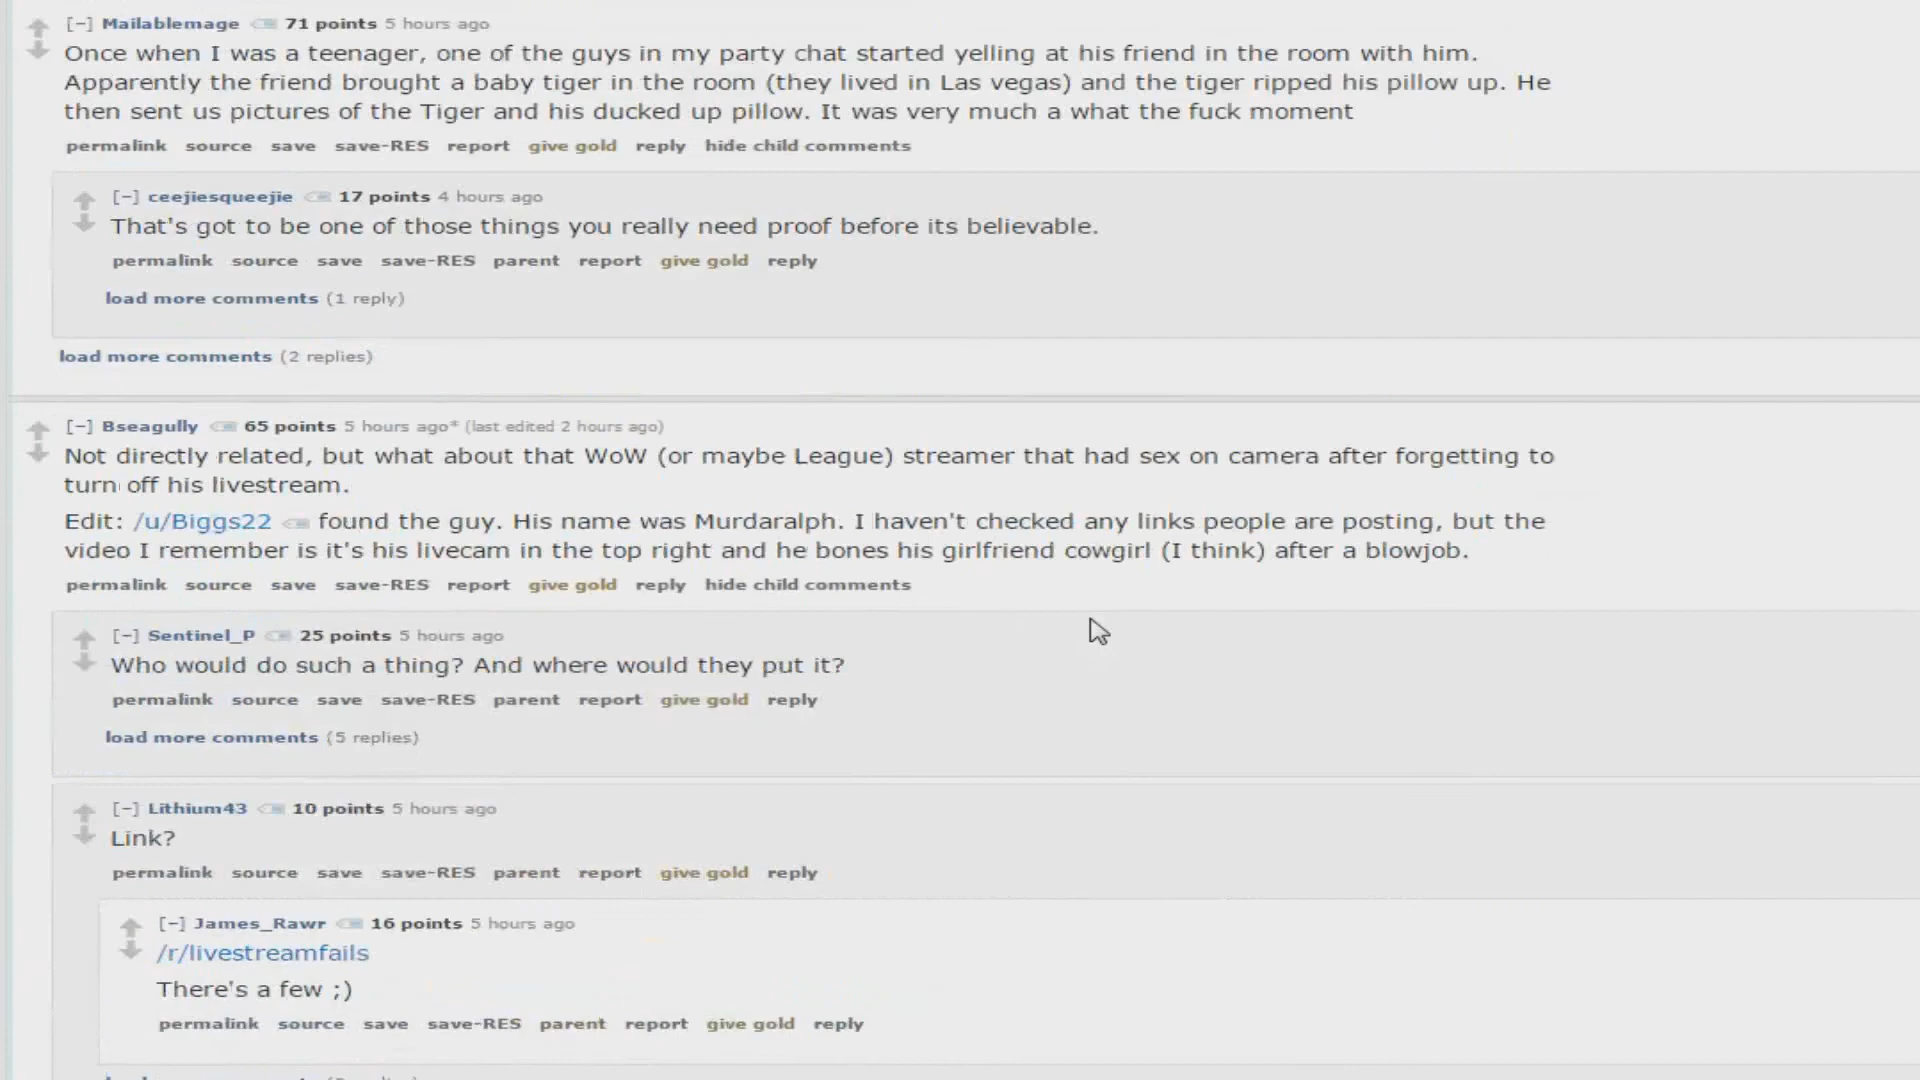 [-] Mailablemage 71 points 5 hours ago
Once when I was a teenager, one of the guys in my party chat started yelling at his friend in the room with him.
Apparently the friend brought a baby tiger in the room (they lived in Las vegas) and the tiger ripped his pillow up. He
then sent us pictures of the Tiger and his ducked up pillow. It was very much a what the fuck moment
permalink source save save-RES report give gold reply hide child comments
[-] ceejiesqueejie 17 points 4 hours ago
That's got to be one of those things you really need proof before its believable.
permalink source save save-RES parent report give gold reply
load more comments (1 reply)
load more comments (2 replies)
[-] Bseagully 65 points 5 hours ago* (last edited 2 hours ago)
Not directly related, but what about that WoW (or maybe League) streamer that had sex on camera after forgetting to
turn off his livestream.
Edit: /u/Biggs22 found the guy. His name was Murdaralph. I haven't checked any links people are posting, but the
video I remember is it's his livecam in the top right and he bones his girlfriend cowgirl (I think) after a blowjob.
permalink source save save-RES report give gold reply hide child comments
[-] Sentinel_P 25 points 5 hours ago
Who would do such a thing? And where would they put it?
permalink source save save-RES parent report give gold reply
load more comments (5 replies)
[-] Lithium43 10 points 5 hours ago
Link?
permalink source save save-RES parent report give gold reply
[-] James_Rawr 16 points 5 hours ago
/r/livestreamfails
There's a few ;)
permalink source save save-RES parent report give gold reply